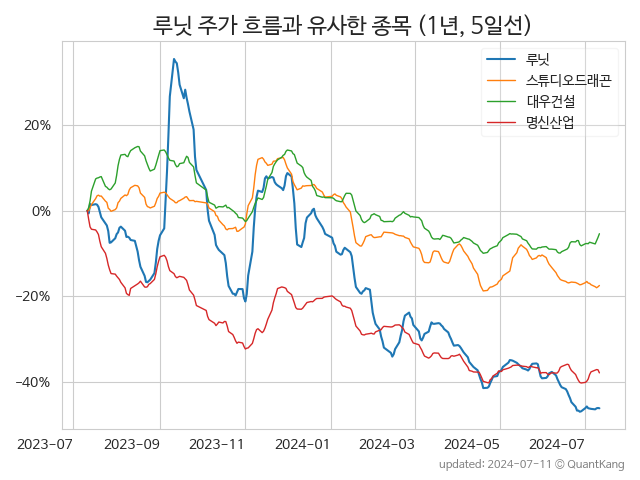 루닛 주가 흐름과 유사한 종목 (1년, 5일선)
루닛
스튜디오드래곤
대우건설
명신산업
20%
0%
−20%
−40%
2023-07
2023-09
2023-11
2024-01
2024-03
2024-05
2024-07
updated: 2024-07-11 © QuantKang